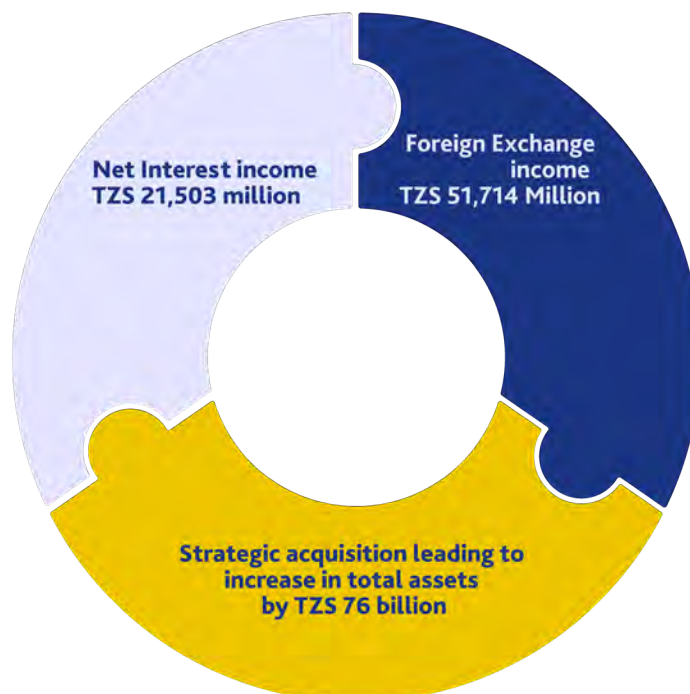 Net Interest income
TZS 21,503 million
Foreign Exchange
income
TZS 51,714 Million
Strategic acquisition leading to
increase in total assets
by TZS 76 billion